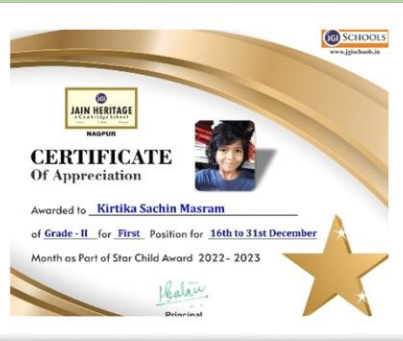 JGI SCHOOLS
www.jgischools.in
JGI
JAIN HERITAGE
a Cambridge School
NAGPUR
CERTIFICATE
Of Appreciation
Awarded to Kirtika Sachin Masram
of Grade - II for First Position for 16th to 31st December
Month as Part of Star Child Award 2022- 2023
Principal